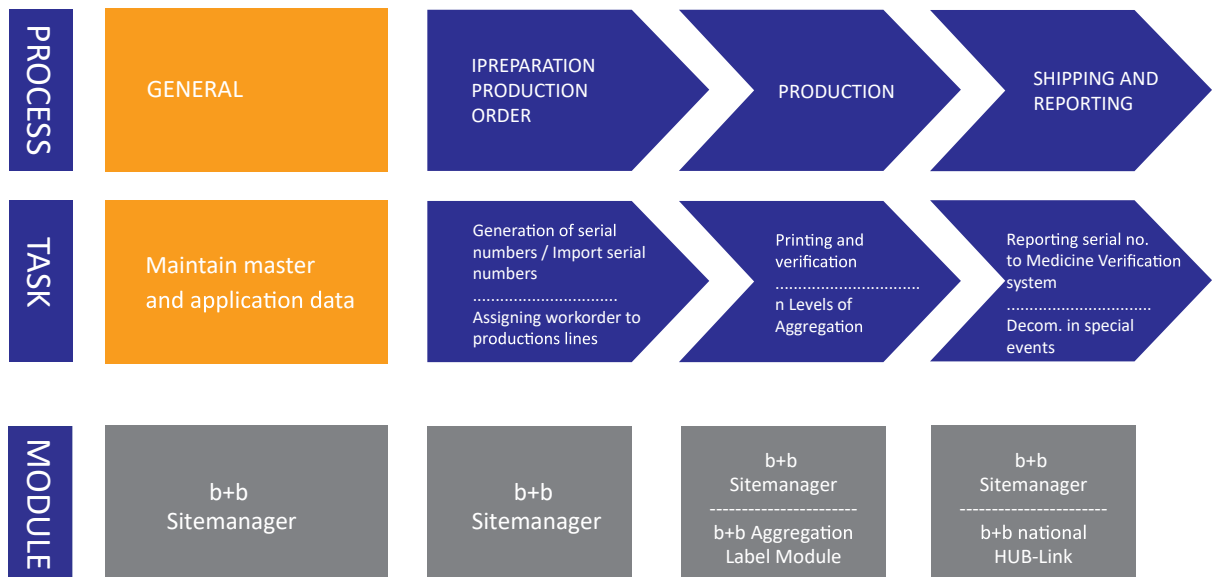 PROCESS
GENERAL
IPREPARATION
PRODUCTION
ORDER
PRODUCTION
SHIPPING AND
REPORTING
TASK
Maintain master
and application data
Generation of serial
numbers / Import serial
numbers
................................
Assigning workorder to
productions lines
Printing and
verification
................................
n Levels of
Aggregation
Reporting serial no.
to Medicine Verification
system
................................
Decom. in special
events
MODULE
b+b
Sitemanager
b+b
Sitemanager
b+b
Sitemanager
------------------------
b+b Aggregation
Label Module
b+b
Sitemanager
------------------------
b+b national
HUB-Link